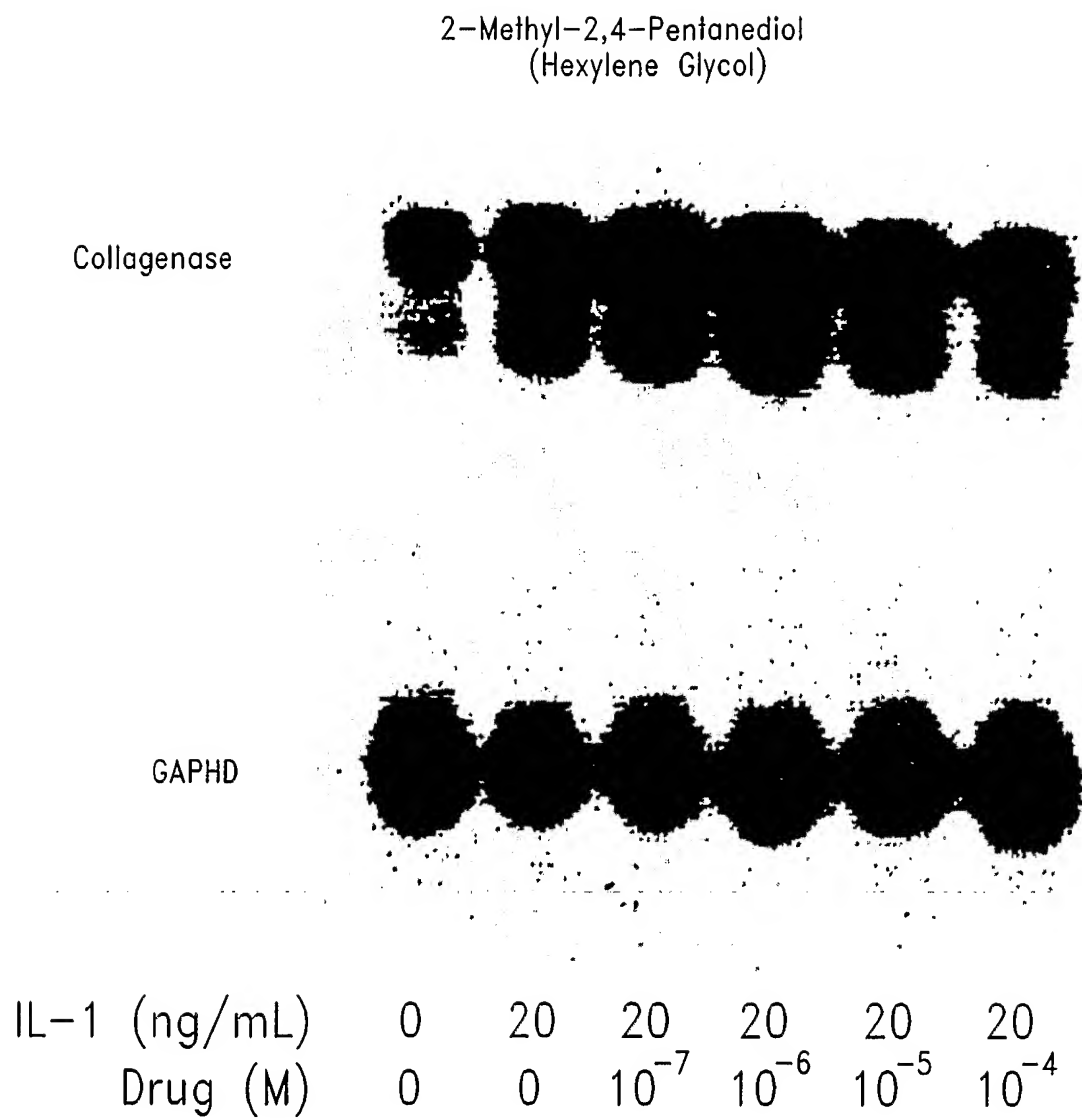 2-Methyl-2,4-Pentanediol
(Hexylene Glycol)
Collagenase
GAPHD
IL-1 (ng/mL) 0 20 20 20 20 20
Drug (M) 0 0 10⁻⁷ 10⁻⁶ 10⁻⁵ 10⁻⁴